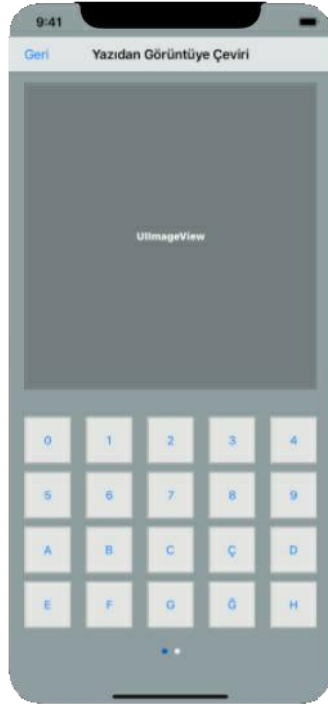 9:41
Geri Yazıdan Görüntüye Çeviri
UIImageView
0 1 2 3 4
5 6 7 8 9
A B C Ç D
E F G Ğ H